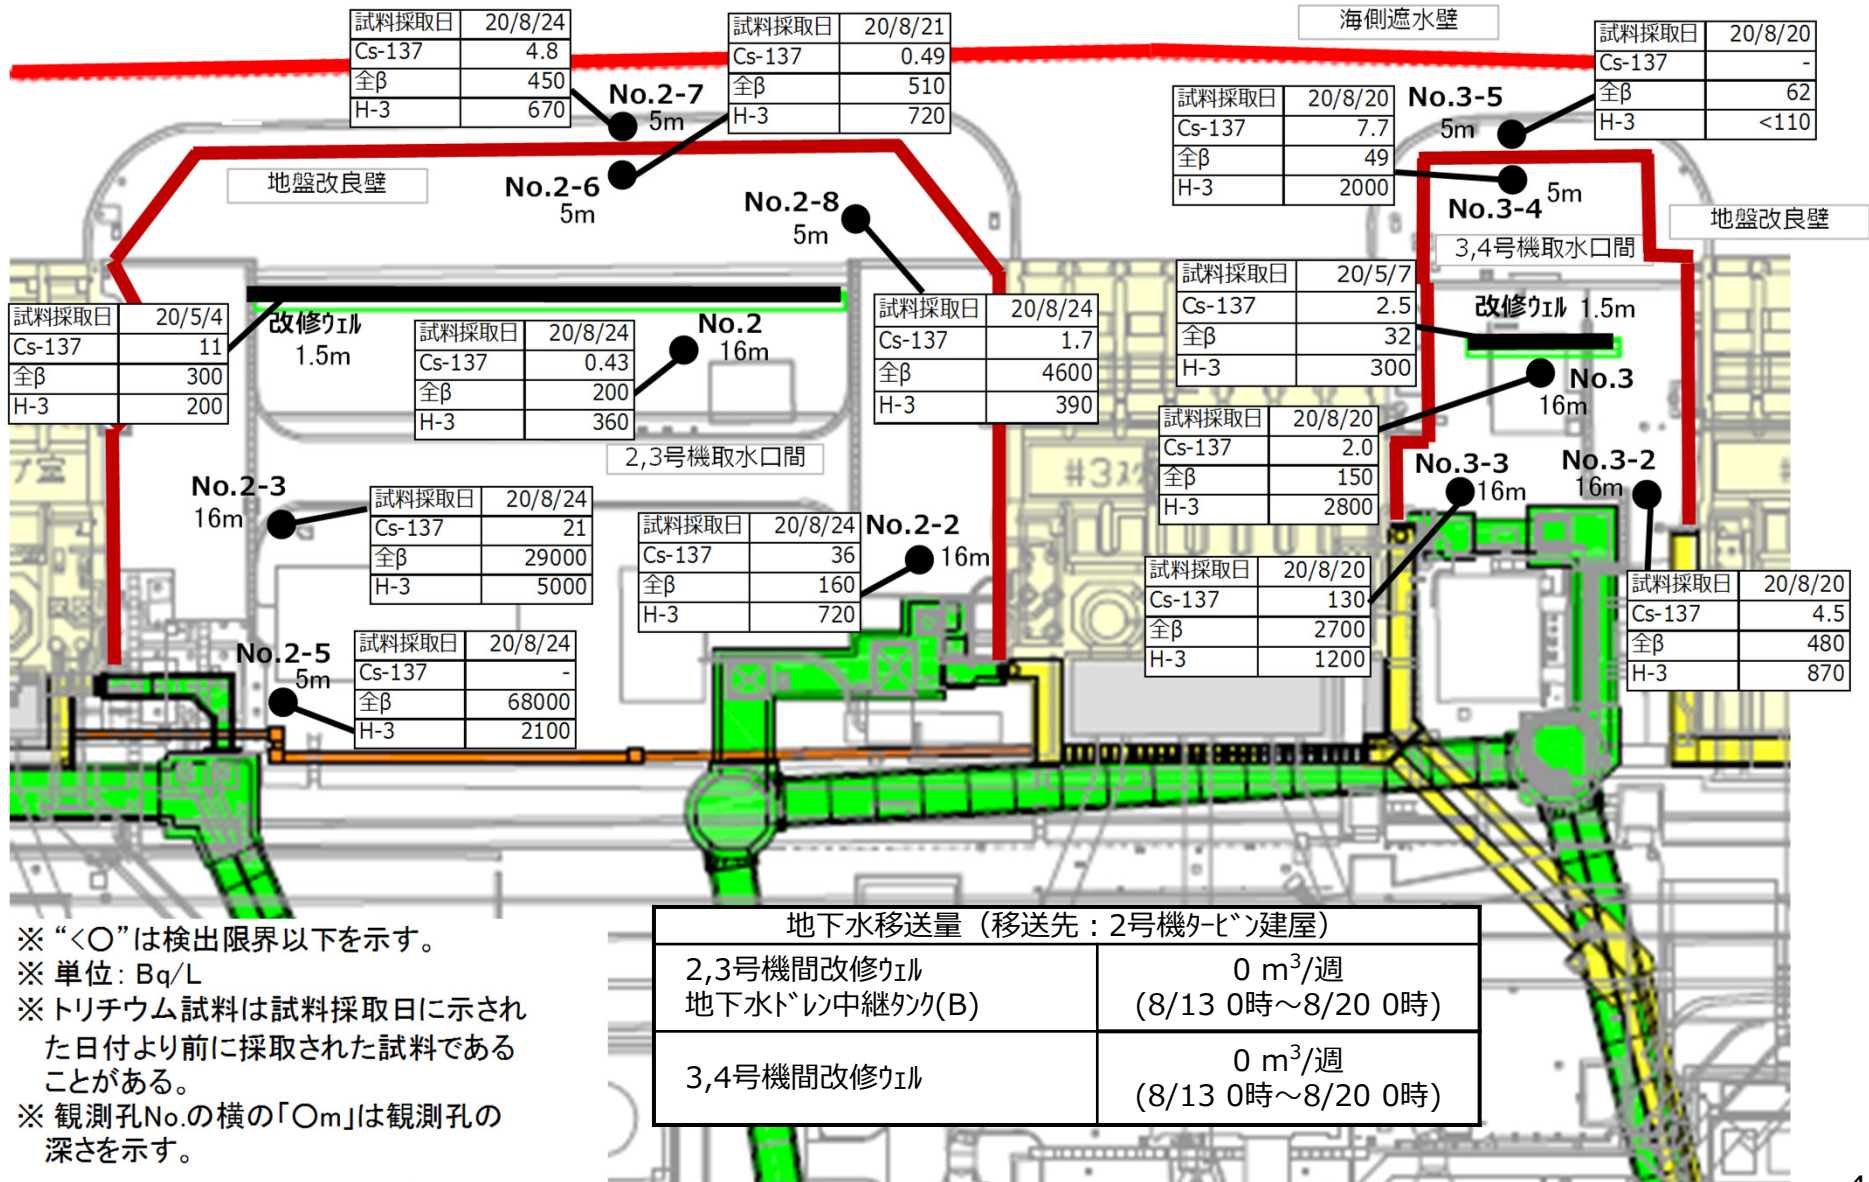 海側遮水壁
試料採取日 20/8/24
Cs-137 4.8
全β 450
H-3 670
No.2-7
5m
試料採取日 20/8/21
Cs-137 0.49
全β 510
H-3 720
No.2-6
5m
地盤改良壁
No.2-8
5m
試料採取日 20/8/20
Cs-137 -
全β 62
H-3 <110
No.3-5
5m
試料採取日 20/8/20
Cs-137 7.7
全β 49
H-3 2000
5m
No.3-4
地盤改良壁
3,4号機取水口間
試料採取日 20/5/4
Cs-137 11
全β 300
H-3 200
改修ｳｪﾙ
1.5m
試料採取日 20/8/24
Cs-137 0.43
全β 200
H-3 360
No.2
16m
試料採取日 20/8/24
Cs-137 1.7
全β 4600
H-3 390
試料採取日 20/5/7
Cs-137 2.5
全β 32
H-3 300
改修ｳｪﾙ 1.5m
No.3
16m
試料採取日 20/8/20
Cs-137 2.0
全β 150
H-3 2800
2,3号機取水口間
No.2-3
16m
試料採取日 20/8/24
Cs-137 21
全β 29000
H-3 5000
試料採取日 20/8/24
Cs-137 36
全β 160
H-3 720
No.2-2
16m
No.3-3
16m
No.3-2
16m
試料採取日 20/8/20
Cs-137 130
全β 2700
H-3 1200
試料採取日 20/8/20
Cs-137 4.5
全β 480
H-3 870
No.2-5
5m
試料採取日 20/8/24
Cs-137 -
全β 68000
H-3 2100
※ “<○”は検出限界以下を示す。
※ 単位: Bq/L
※ トリチウム試料は試料採取日に示され
た日付より前に採取された試料である
ことがある。
※ 観測孔No.の横の「○m」は観測孔の
深さを示す。
地下水移送量（移送先：2号機ﾀｰﾋﾞﾝ建屋）
2,3号機間改修ｳｪﾙ
地下水ﾄﾞﾚﾝ中継ﾀﾝｸ(B)
0 m³/週
(8/13 0時～8/20 0時)
3,4号機間改修ｳｪﾙ
0 m³/週
(8/13 0時～8/20 0時)